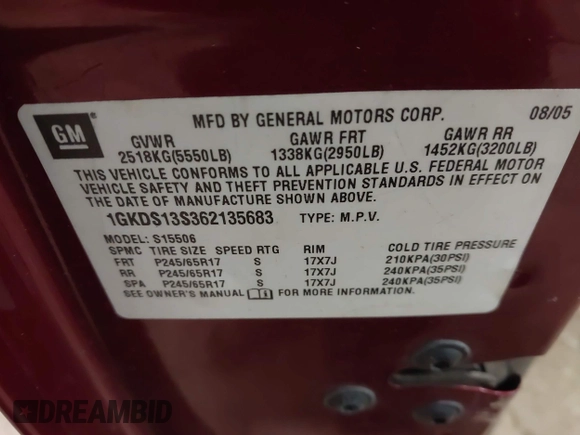 GM
®
MFD BY GENERAL MOTORS CORP. 08/05
GVWR GAWR FRT GAWR RR
2518KG(5550LB) 1338KG(2950LB) 1452KG(3200LB)
THIS VEHICLE CONFORMS TO ALL APPLICABLE U.S. FEDERAL MOTOR
VEHICLE SAFETY AND THEFT PREVENTION STANDARDS IN EFFECT ON
THE DATE OF MANUFACTURE SHOWN ABOVE.
1GKDS13S362135683 TYPE: M.P.V.
MODEL: S15506
SPMC TIRE SIZE SPEED RTG RIM COLD TIRE PRESSURE
FRT P245/65R17 S 17X7J 210KPA(30PSI)
RR P245/65R17 S 17X7J 240KPA(35PSI)
SPA P245/65R17 S 17X7J 240KPA(35PSI)
SEE OWNER'S MANUAL FOR MORE INFORMATION.
DREAMBID